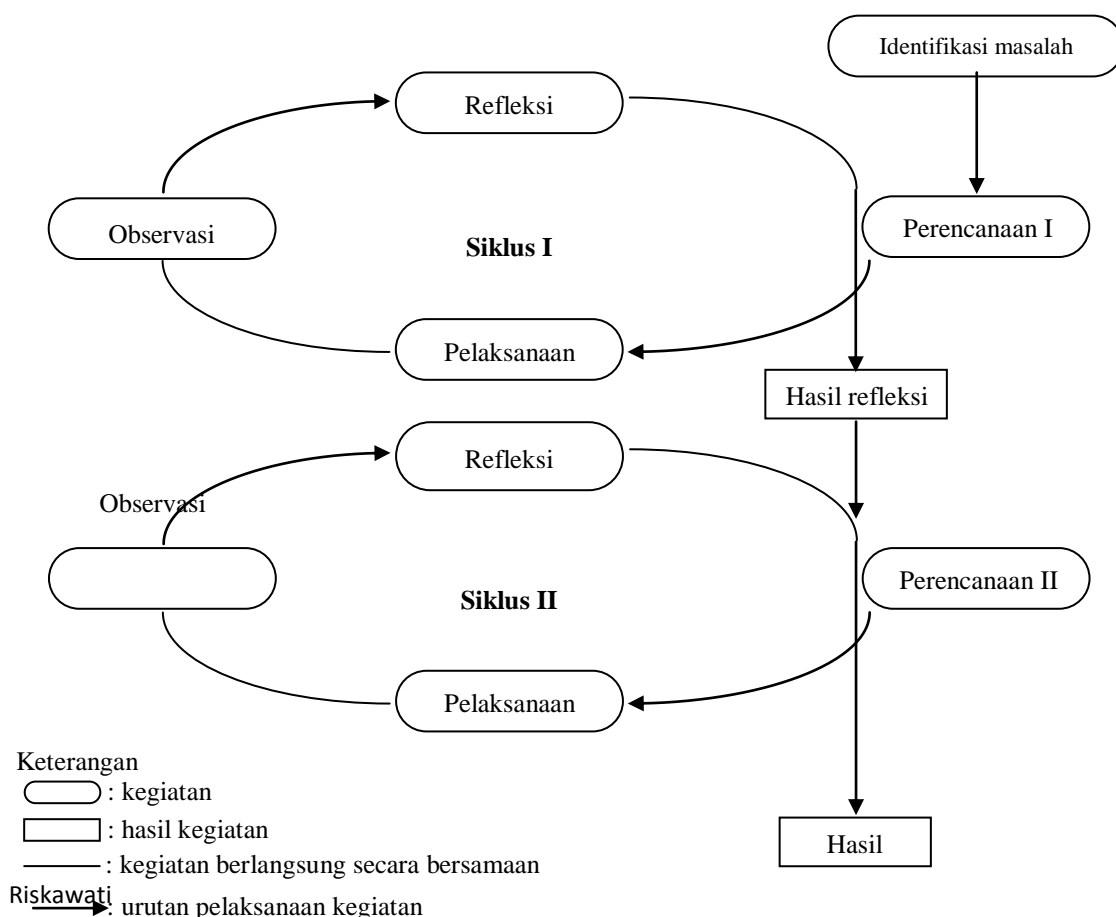 Identifikasi masalah
Refleksi
Observasi
Siklus I
Perencanaan I
Pelaksanaan
Hasil refleksi
Refleksi
Observasi
Siklus II
Perencanaan II
Pelaksanaan
Hasil
Keterangan
: kegiatan
: hasil kegiatan
: kegiatan berlangsung secara bersamaan
Riskawati
: urutan pelaksanaan kegiatan